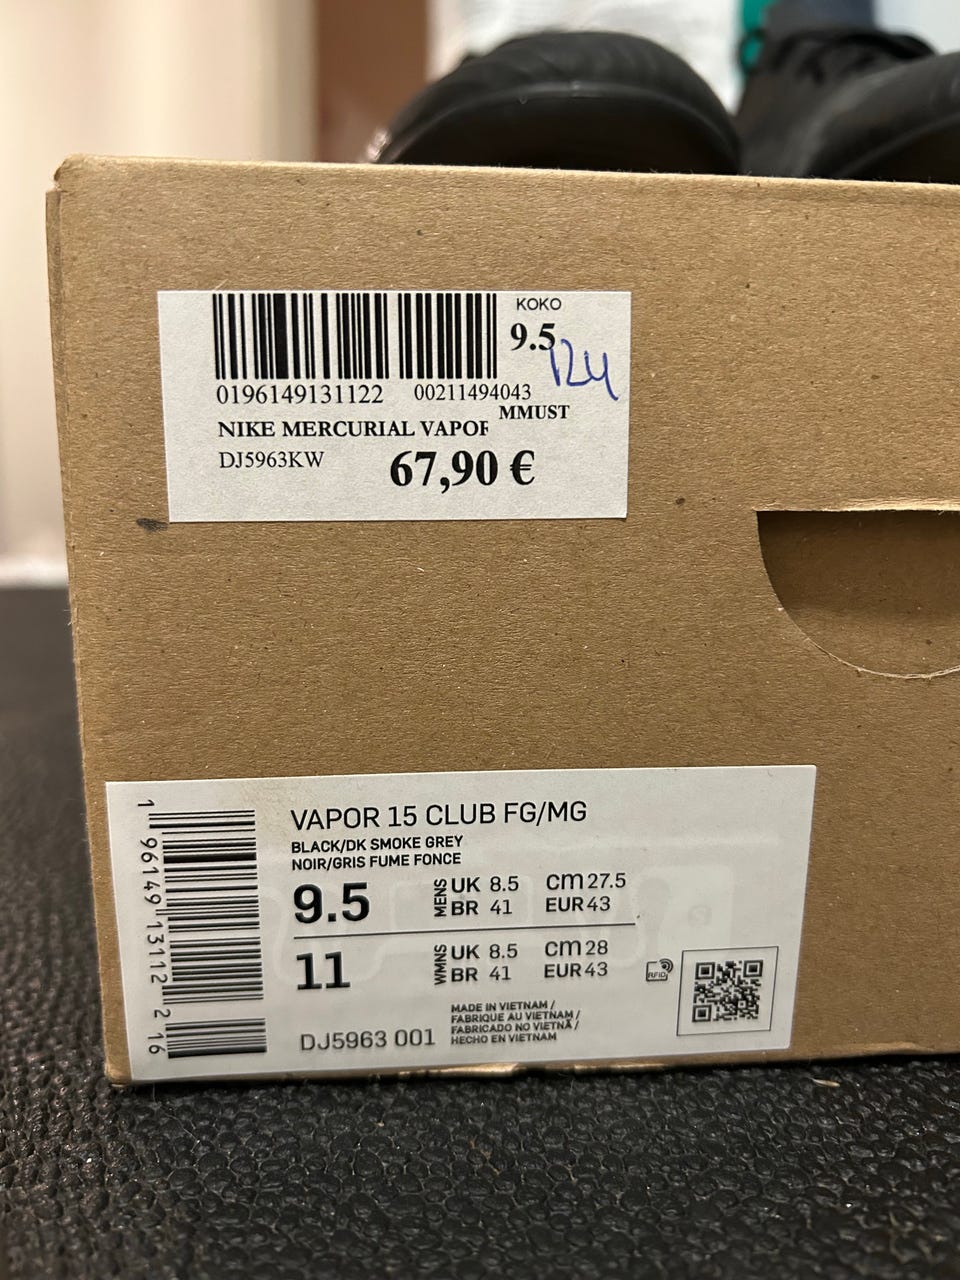 KOKO
9.5
124
0196149131122 00211494043
MMUST
NIKE MERCURIAL VAPOR
DJ5963KW 67,90 €
VAPOR 15 CLUB FG/MG
BLACK/DK SMOKE GREY
NOIR/GRIS FUME FONCE
9.5 MENS UK 8.5 cm 27.5
BR 41 EUR 43
11 WMNS UK 8.5 cm 28
BR 41 EUR 43
RFID
MADE IN VIETNAM /
FABRIQUE AU VIETNAM /
FABRICADO NO VIETNÃ /
HECHO EN VIETNAM
DJ5963 001
1 96149 13112 2 16